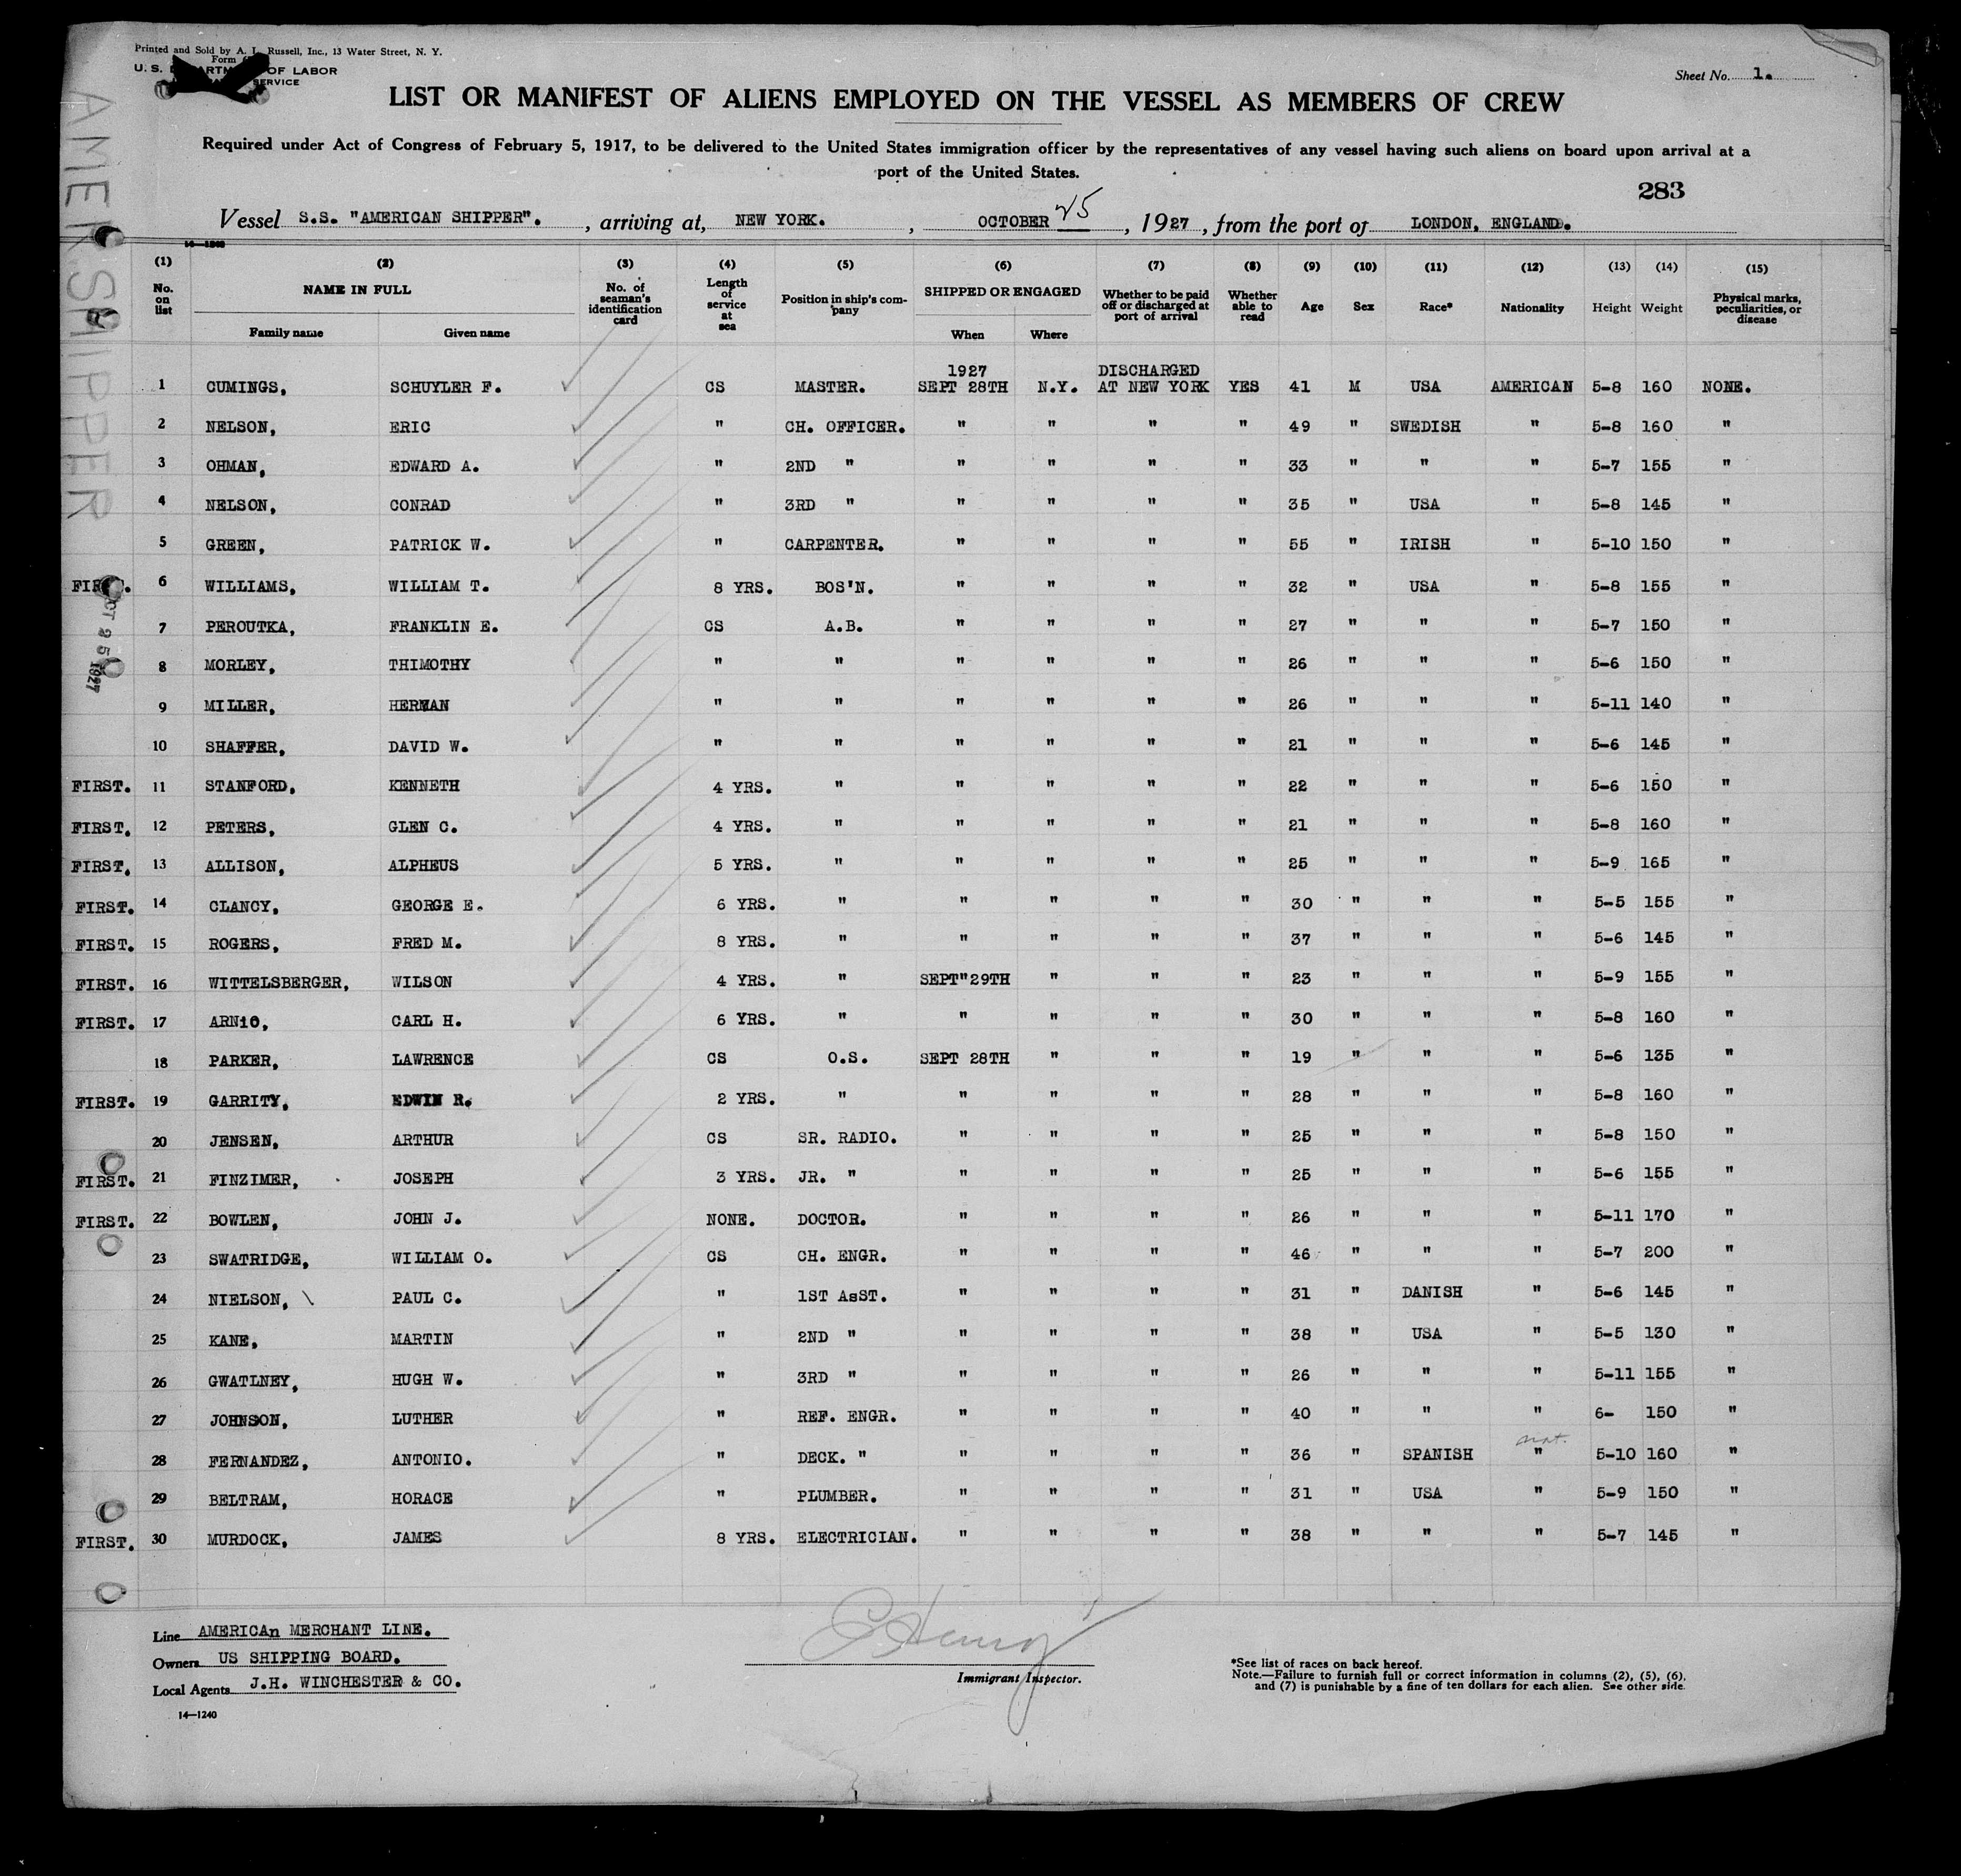 Printed and Sold by A. L. Russell, Inc., 13 Water Street, N. Y.
Form
U. S. DEPARTMENT OF LABOR
SERVICE
Sheet No. 1.
LIST OR MANIFEST OF ALIENS EMPLOYED ON THE VESSEL AS MEMBERS OF CREW
Required under Act of Congress of February 5, 1917, to be delivered to the United States immigration officer by the representatives of any vessel having such aliens on board upon arrival at a
port of the United States.
283
Vessel S.S. "AMERICAN SHIPPER". , arriving at, NEW YORK. , OCTOBER 25 , 1927 , from the port of LONDON, ENGLAND.
AMER. SHIPPER
OCT 25 1927
(1) No. on list (2) NAME IN FULL Family name Given name (3) No. of seaman's identification card (4) Length of service at sea (5) Position in ship's company (6) SHIPPED OR ENGAGED When Where (7) Whether to be paid off or discharged at port of arrival (8) Whether able to read (9) Age (10) Sex (11) Race* (12) Nationality (13) Height (14) Weight (15) Physical marks, peculiarities, or disease
1927 DISCHARGED
1 CUMINGS, SCHUYLER F. CS MASTER. SEPT 28TH N.Y. AT NEW YORK YES 41 M USA AMERICAN 5-8 160 NONE.
2 NELSON, ERIC " CH. OFFICER. " " " " 49 " SWEDISH " 5-8 160 "
3 OHMAN, EDWARD A. " 2ND " " " " " 33 " " " 5-7 155 "
4 NELSON, CONRAD " 3RD " " " " " 35 " USA " 5-8 145 "
5 GREEN, PATRICK W. " CARPENTER. " " " " 55 " IRISH " 5-10 150 "
FIRST. 6 WILLIAMS, WILLIAM T. 8 YRS. BOS'N. " " " " 32 " USA " 5-8 155 "
7 PEROUTKA, FRANKLIN E. CS A.B. " " " " 27 " " " 5-7 150 "
8 MORLEY, THIMOTHY " " " " " " 26 " " " 5-6 150 "
9 MILLER, HERMAN " " " " " " 26 " " " 5-11 140 "
10 SHAFFER, DAVID W. " " " " " " 21 " " " 5-6 145 "
FIRST. 11 STANFORD, KENNETH 4 YRS. " " " " " 22 " " " 5-6 150 "
FIRST. 12 PETERS, GLEN C. 4 YRS. " " " " " 21 " " " 5-8 160 "
FIRST. 13 ALLISON, ALPHEUS 5 YRS. " " " " " 25 " " " 5-9 165 "
FIRST. 14 CLANCY, GEORGE E. 6 YRS. " " " " " 30 " " " 5-5 155 "
FIRST. 15 ROGERS, FRED M. 8 YRS. " " " " " 37 " " " 5-6 145 "
FIRST. 16 WITTELSBERGER, WILSON 4 YRS. " SEPT"29TH " " " 23 " " " 5-9 155 "
FIRST. 17 ARNiO, CARL H. 6 YRS. " " " " " 30 " " " 5-8 160 "
18 PARKER, LAWRENCE CS O.S. SEPT 28TH " " " 19 " " " 5-6 135 "
FIRST. 19 GARRITY, EDWIN R. 2 YRS. " " " " " 28 " " " 5-8 160 "
20 JENSEN, ARTHUR CS SR. RADIO. " " " " 25 " " " 5-8 150 "
FIRST. 21 FINZIMER, JOSEPH 3 YRS. JR. " " " " " 25 " " " 5-6 155 "
FIRST. 22 BOWLEN, JOHN J. NONE. DOCTOR. " " " " 26 " " " 5-11 170 "
23 SWATRIDGE, WILLIAM O. CS CH. ENGR. " " " " 46 " " " 5-7 200 "
24 NIELSON, \ PAUL C. " 1ST AsST. " " " " 31 " DANISH " 5-6 145 "
25 KANE, MARTIN " 2ND " " " " " 38 " USA " 5-5 130 "
26 GWATLNEY, HUGH W. " 3RD " " " " " 26 " " " 5-11 155 "
27 JOHNSON, LUTHER " REF. ENGR. " " " " 40 " " " 6- 150 "
nat.
28 FERNANDEZ, ANTONIO. " DECK. " " " " " 36 " SPANISH " 5-10 160 "
29 BELTRAM, HORACE " PLUMBER. " " " " 31 " USA " 5-9 150 "
FIRST. 30 MURDOCK, JAMES 8 YRS. ELECTRICIAN. " " " " 38 " " " 5-7 145 "
Line AMERICAn MERCHANT LINE.
Owners US SHIPPING BOARD.
Local Agents J.H. WINCHESTER & CO.
14—1240
Immigrant Inspector.
*See list of races on back hereof.
Note.—Failure to furnish full or correct information in columns (2), (5), (6),
and (7) is punishable by a fine of ten dollars for each alien. See other side.